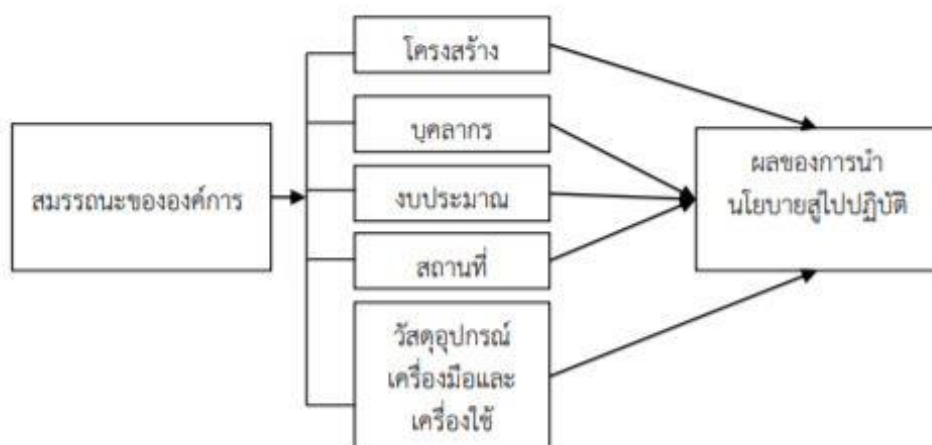 สมรรถนะขององค์การ
โครงสร้าง
บุคลากร
งบประมาณ
สถานที่
วัสดุอุปกรณ์
เครื่องมือและ
เครื่องใช้
ผลของการนำ
นโยบายสู่ไปปฏิบัติ